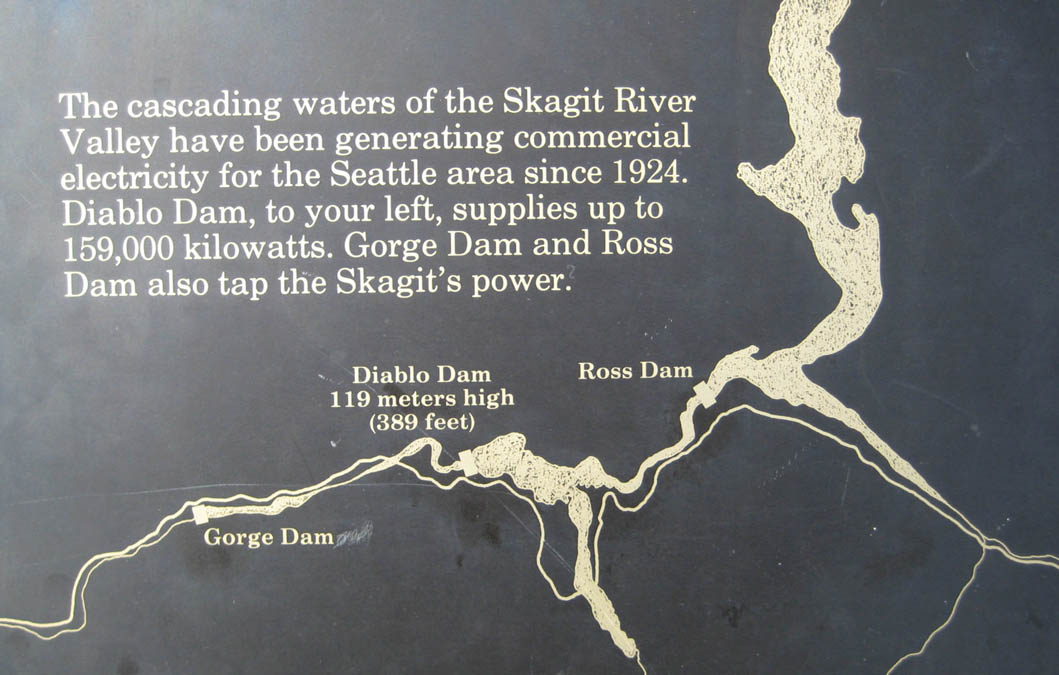 The cascading waters of the Skagit River
Valley have been generating commercial
electricity for the Seattle area since 1924.
Diablo Dam, to your left, supplies up to
159,000 kilowatts. Gorge Dam and Ross
Dam also tap the Skagit's power.
Diablo Dam
119 meters high
(389 feet)
Ross Dam
Gorge Dam